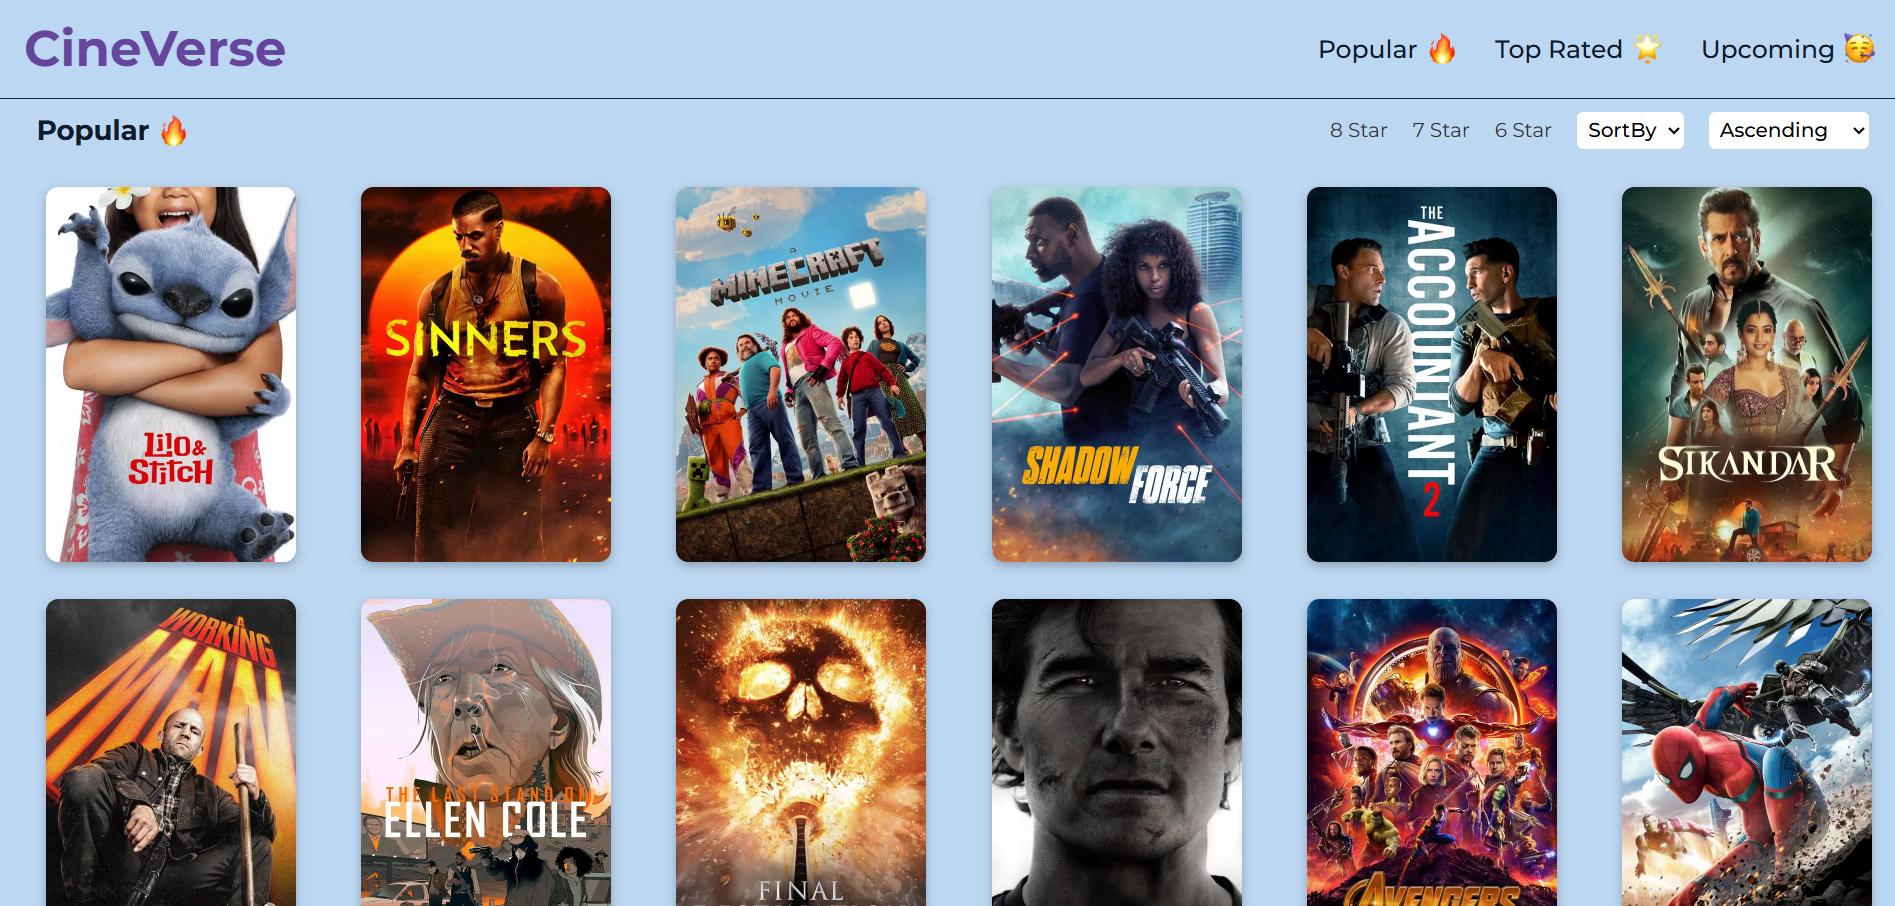 CineVerse
Popular 🔥
Top Rated 🌟
Upcoming 🥳
Popular 🔥
8 Star
7 Star
6 Star
SortBy
Ascending
Lilo &
Stitch
SINNERS
A
MINECRAFT
MOVIE
SHADOW
FORCE
THE
ACCOUNTANT
2
SIKANDAR
A
WORKING
MAN
THE LAST STAND OF
ELLEN COLE
FINAL
AVENGERS